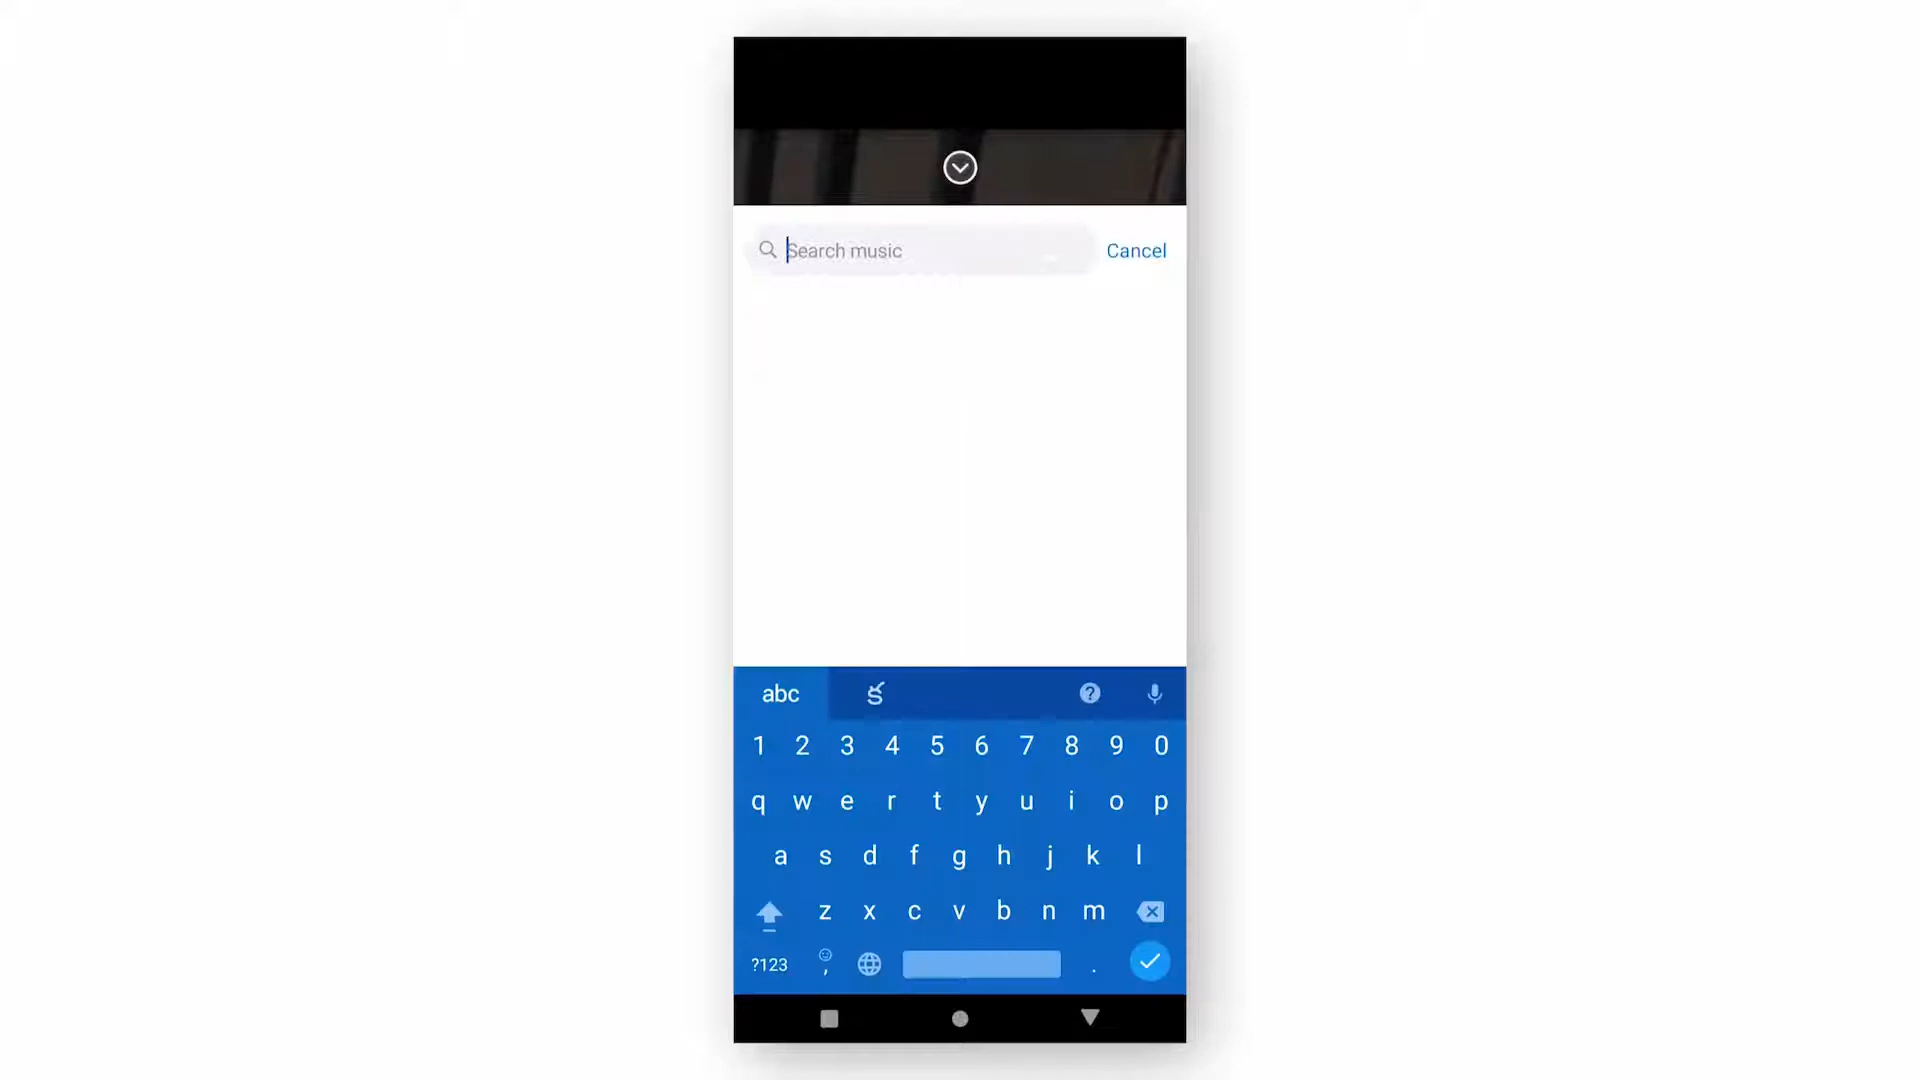 Search music Cancel
abc క
? 
1 2 3 4 5 6 7 8 9 0
q w e r t y u i o p
a s d f g h j k l
z x c v b n m
?123 , .